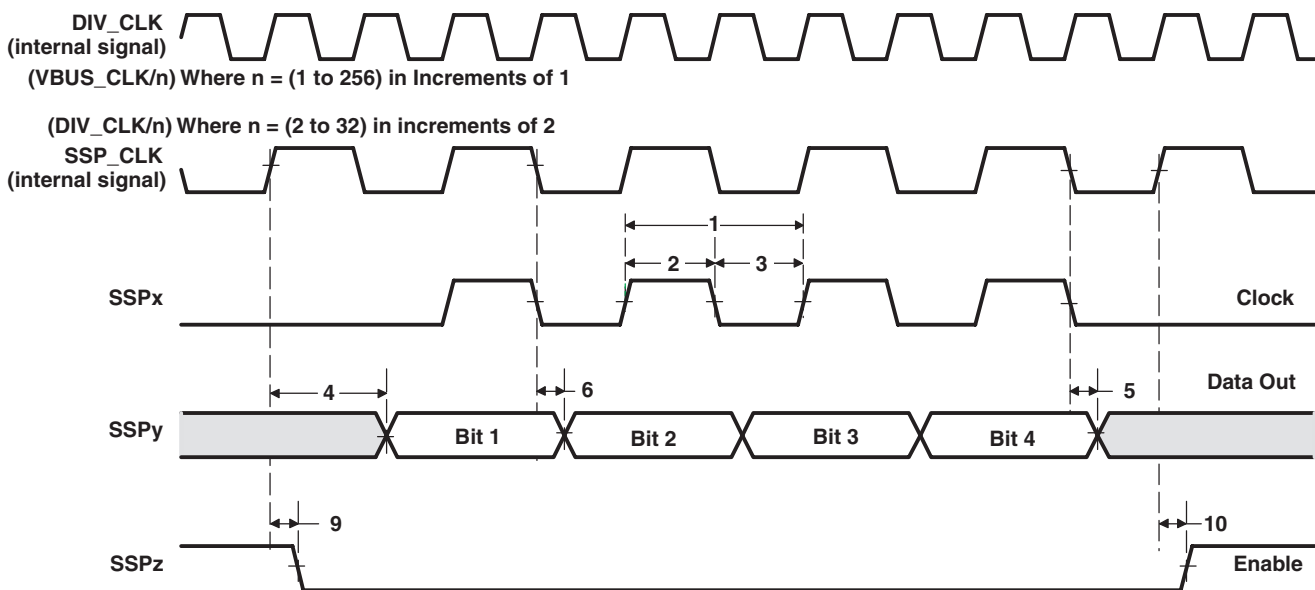 DIV_CLK
(internal signal)
(VBUS_CLK/n) Where n = (1 to 256) in Increments of 1
(DIV_CLK/n) Where n = (2 to 32) in increments of 2
SSP_CLK
(internal signal)
1
2 3
SSPx Clock
4 6 5 Data Out
SSPy Bit 1 Bit 2 Bit 3 Bit 4
9 10
SSPz Enable